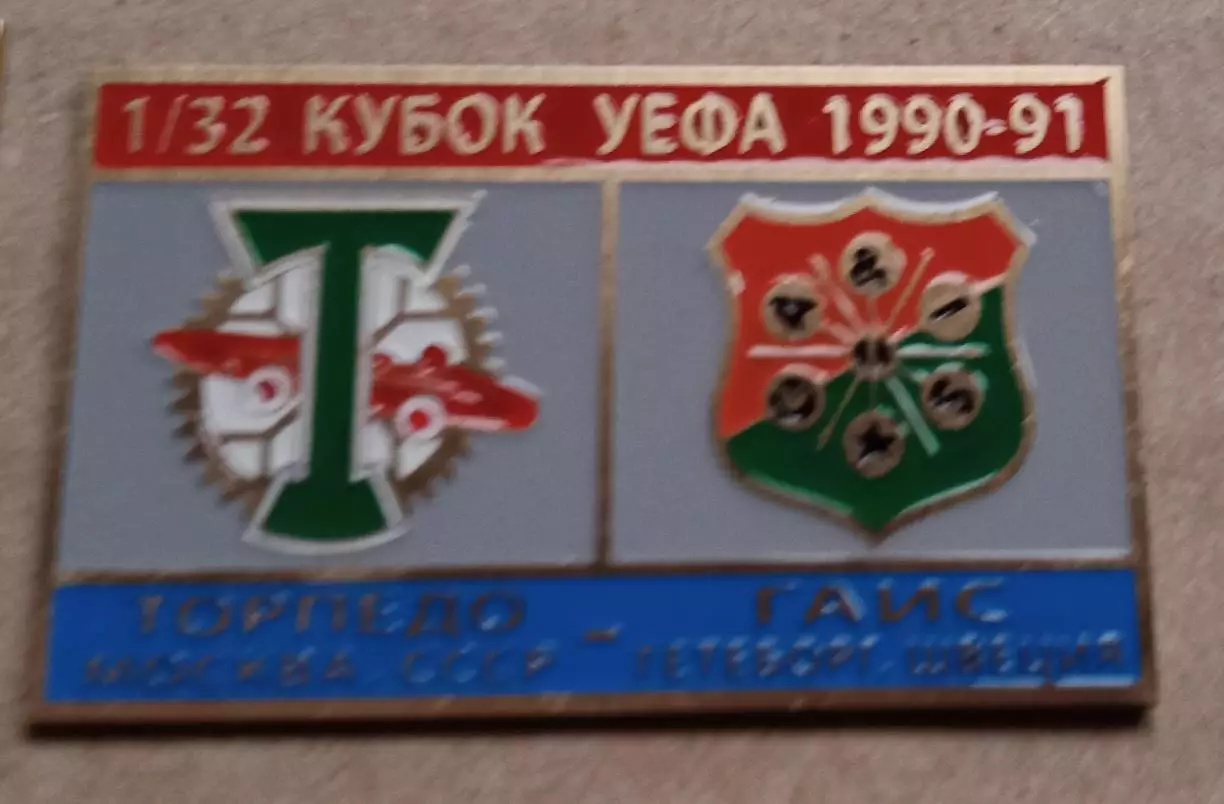 1/32 КУБОК УЕФА 1990-91
ТОРПЕДО - ГАИС
МОСКВА СССР ГЕТЕБОРГ ШВЕЦИЯ